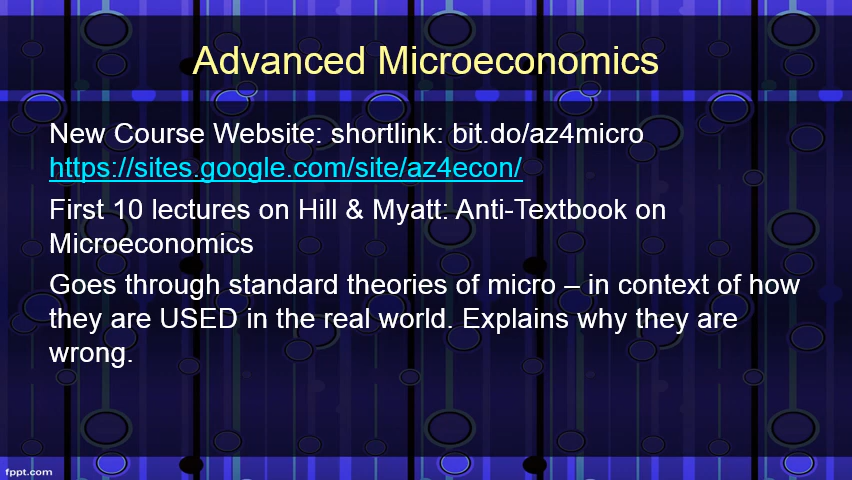 Advanced Microeconomics
New Course Website: shortlink: bit.do/az4micro
https://sites.google.com/site/az4econ/
First 10 lectures on Hill & Myatt: Anti-Textbook on
Microeconomics
Goes through standard theories of micro – in context of how
they are USED in the real world. Explains why they are
wrong.
fppt.com